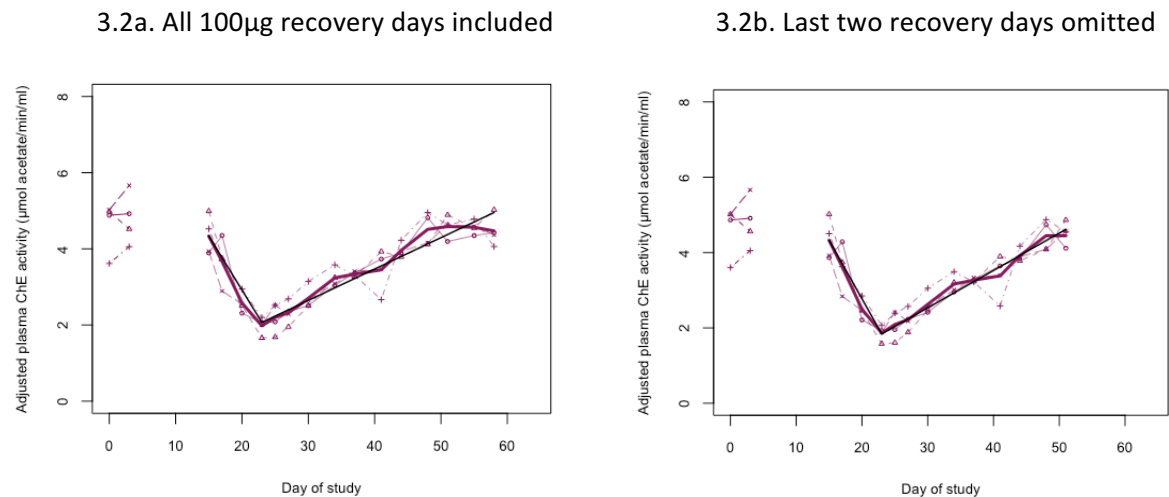 3.2a. All 100µg recovery days included
3.2b. Last two recovery days omitted
Adjusted plasma ChE activity (µmol acetate/min/ml)
8
6
4
2
0
0 10 20 30 40 50 60
Day of study
Adjusted plasma ChE activity (µmol acetate/min/ml)
8
6
4
2
0
0 10 20 30 40 50 60
Day of study